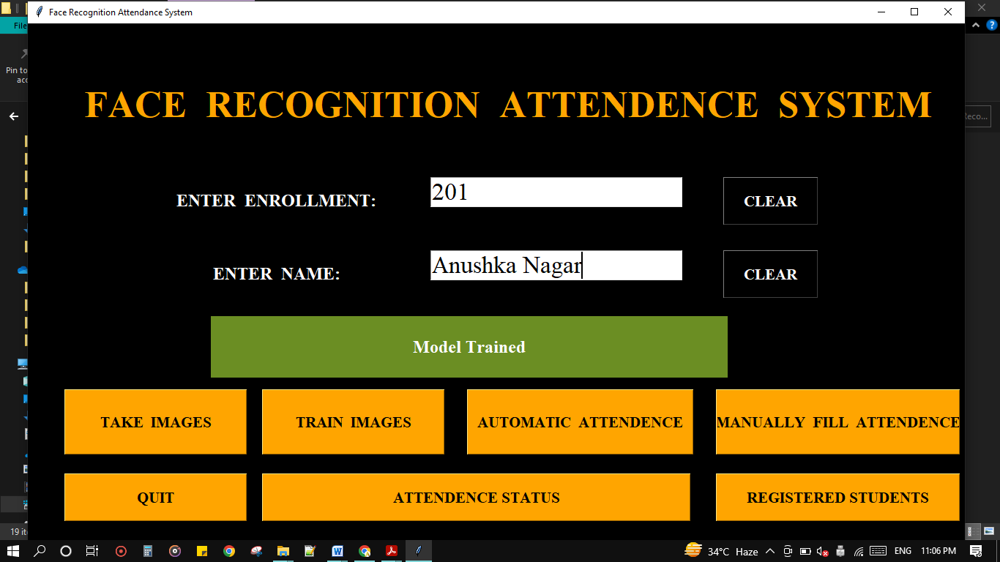 Face Recognition Attendance System
File
Pin to
acc
Reco...
FACE RECOGNITION ATTENDENCE SYSTEM
ENTER ENROLLMENT:
201
CLEAR
ENTER NAME:
Anushka Nagar
CLEAR
Model Trained
TAKE IMAGES
TRAIN IMAGES
AUTOMATIC ATTENDENCE
MANUALLY FILL ATTENDENCE
QUIT
ATTENDENCE STATUS
REGISTERED STUDENTS
19 ite
34°C Haze
ENG
11:06 PM